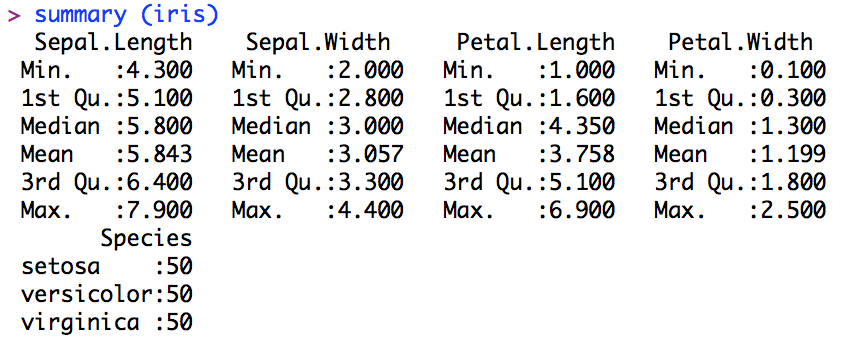 > summary (iris)
  Sepal.Length    Sepal.Width     Petal.Length    Petal.Width   
 Min.   :4.300   Min.   :2.000   Min.   :1.000   Min.   :0.100  
 1st Qu.:5.100   1st Qu.:2.800   1st Qu.:1.600   1st Qu.:0.300  
 Median :5.800   Median :3.000   Median :4.350   Median :1.300  
 Mean   :5.843   Mean   :3.057   Mean   :3.758   Mean   :1.199  
 3rd Qu.:6.400   3rd Qu.:3.300   3rd Qu.:5.100   3rd Qu.:1.800  
 Max.   :7.900   Max.   :4.400   Max.   :6.900   Max.   :2.500  
       Species  
 setosa    :50  
 versicolor:50  
 virginica :50